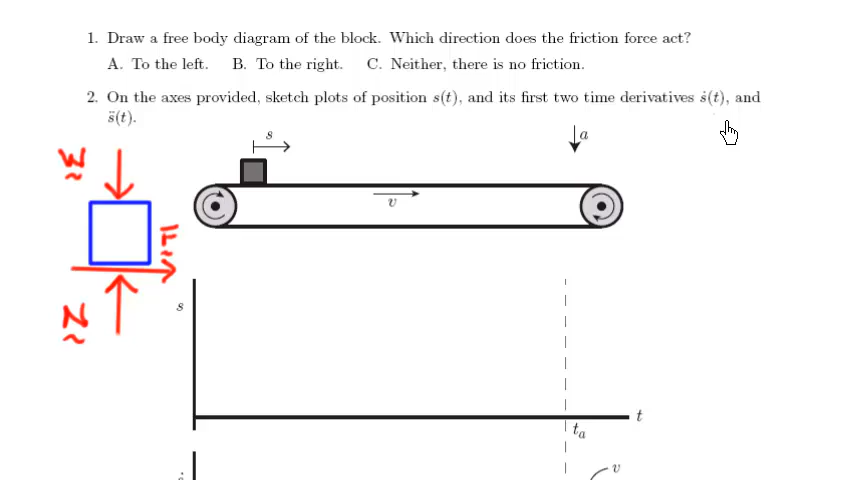 1. Draw a free body diagram of the block. Which direction does the friction force act?
A. To the left. B. To the right. C. Neither, there is no friction.
2. On the axes provided, sketch plots of position s(t), and its first two time derivatives ṡ(t), and
s̈(t).
s
a
W
v
F
N
s
t
t_a
v